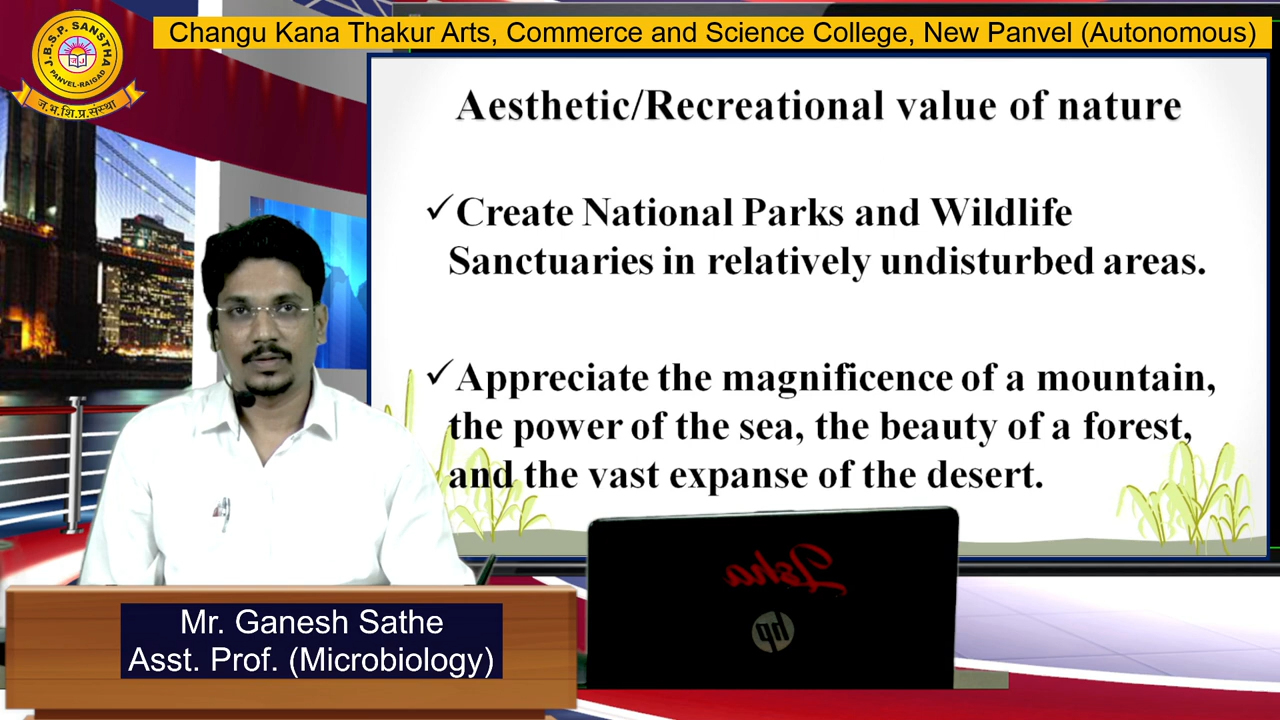 Changu Kana Thakur Arts, Commerce and Science College, New Panvel (Autonomous)
J.B.S.P. SANSTHA
PANVEL-RAIGAD
ज.भ.शि.प्र.संस्था
Aesthetic/Recreational value of nature
✓Create National Parks and Wildlife
Sanctuaries in relatively undisturbed areas.
✓Appreciate the magnificence of a mountain,
the power of the sea, the beauty of a forest,
and the vast expanse of the desert.
Isha
hp
Mr. Ganesh Sathe
Asst. Prof. (Microbiology)